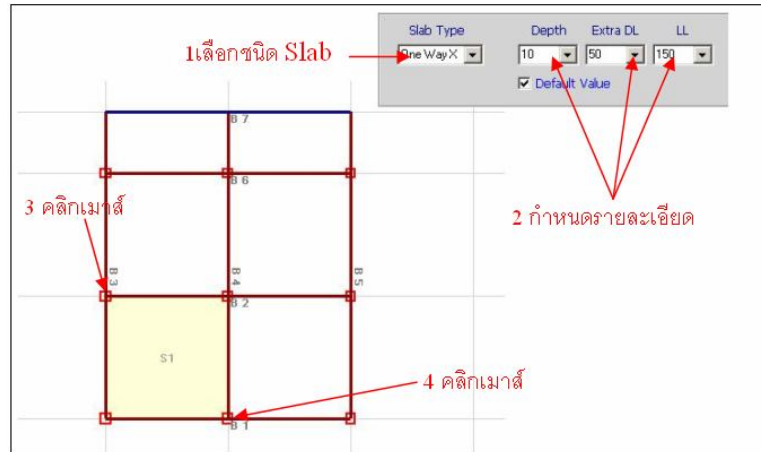 Slab Type Depth Extra DL LL
1เลือกชนิด Slab
One Way X 10 50 150
Default Value
B 7
B 6
3 คลิกเมาส์
2 กำหนดรายละเอียด
B 3 B 4 B 5
B 2
S1
4 คลิกเมาส์
B 1